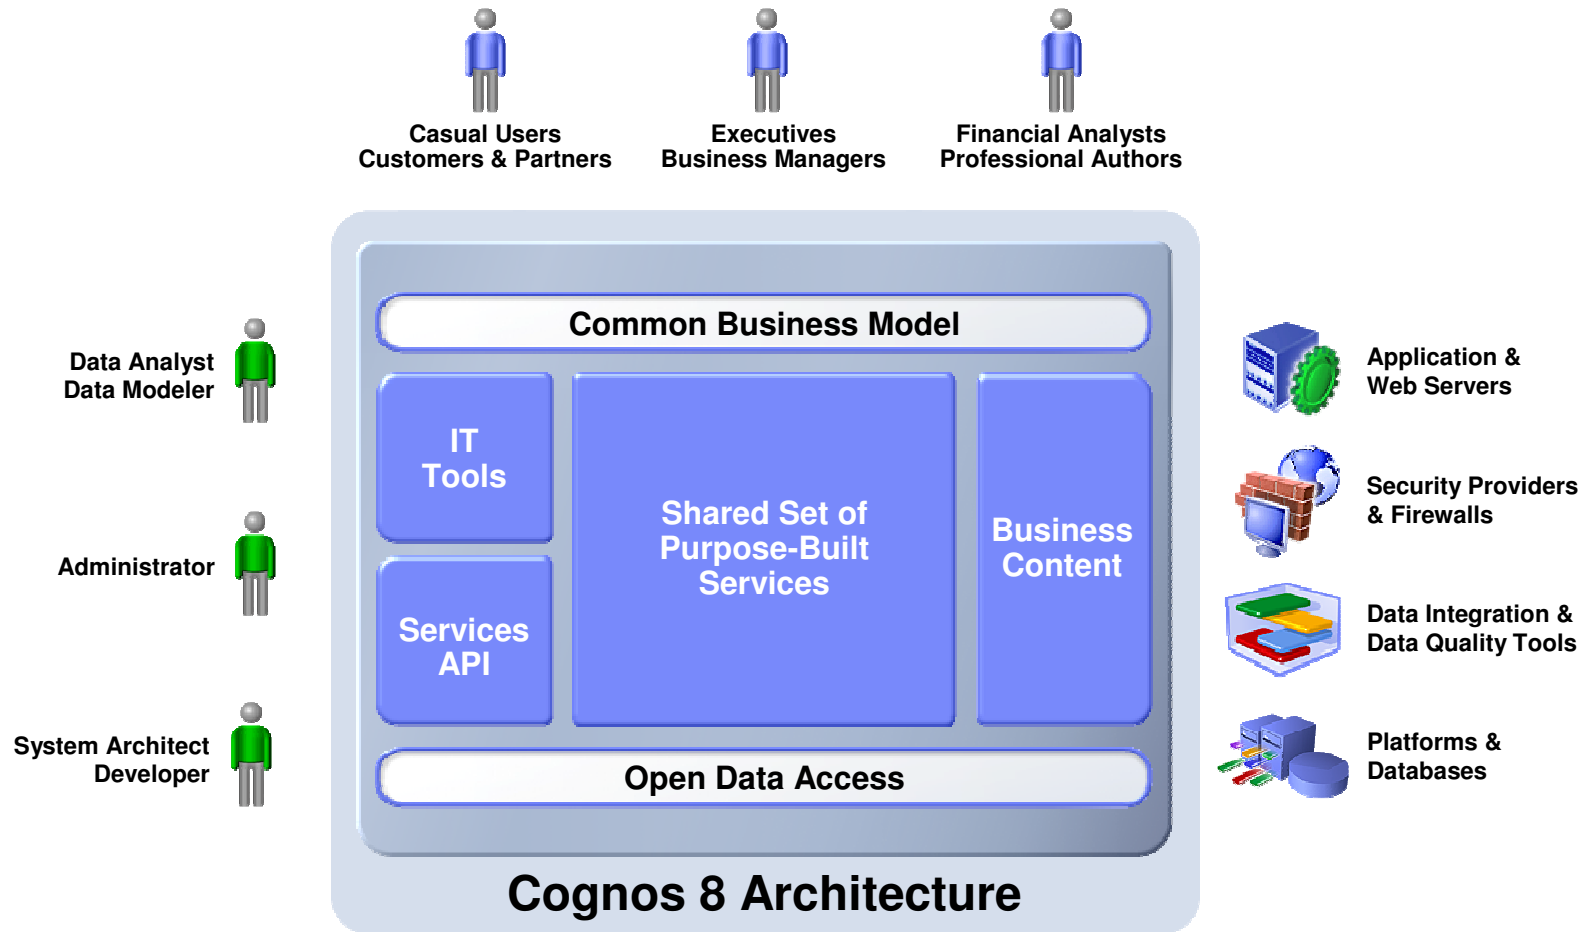 Casual Users
Customers & Partners
Executives
Business Managers
Financial Analysts
Professional Authors
Common Business Model
Data Analyst
Data Modeler
IT
Tools
Shared Set of
Purpose-Built
Services
Business
Content
Application &
Web Servers
Security Providers
& Firewalls
Administrator
Services
API
Data Integration &
Data Quality Tools
System Architect
Developer
Open Data Access
Platforms &
Databases
Cognos 8 Architecture